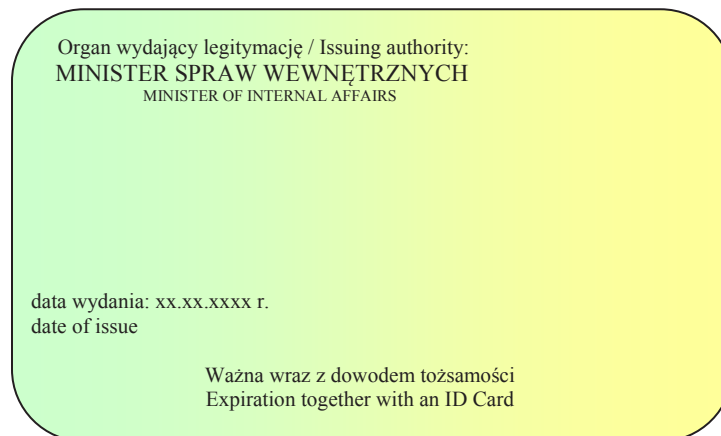 Organ wydający legitymację / Issuing authority:
MINISTER SPRAW WEWNĘTRZNYCH
MINISTER OF INTERNAL AFFAIRS
data wydania: xx.xx.xxxx r.
date of issue
Ważna wraz z dowodem tożsamości
Expiration together with an ID Card